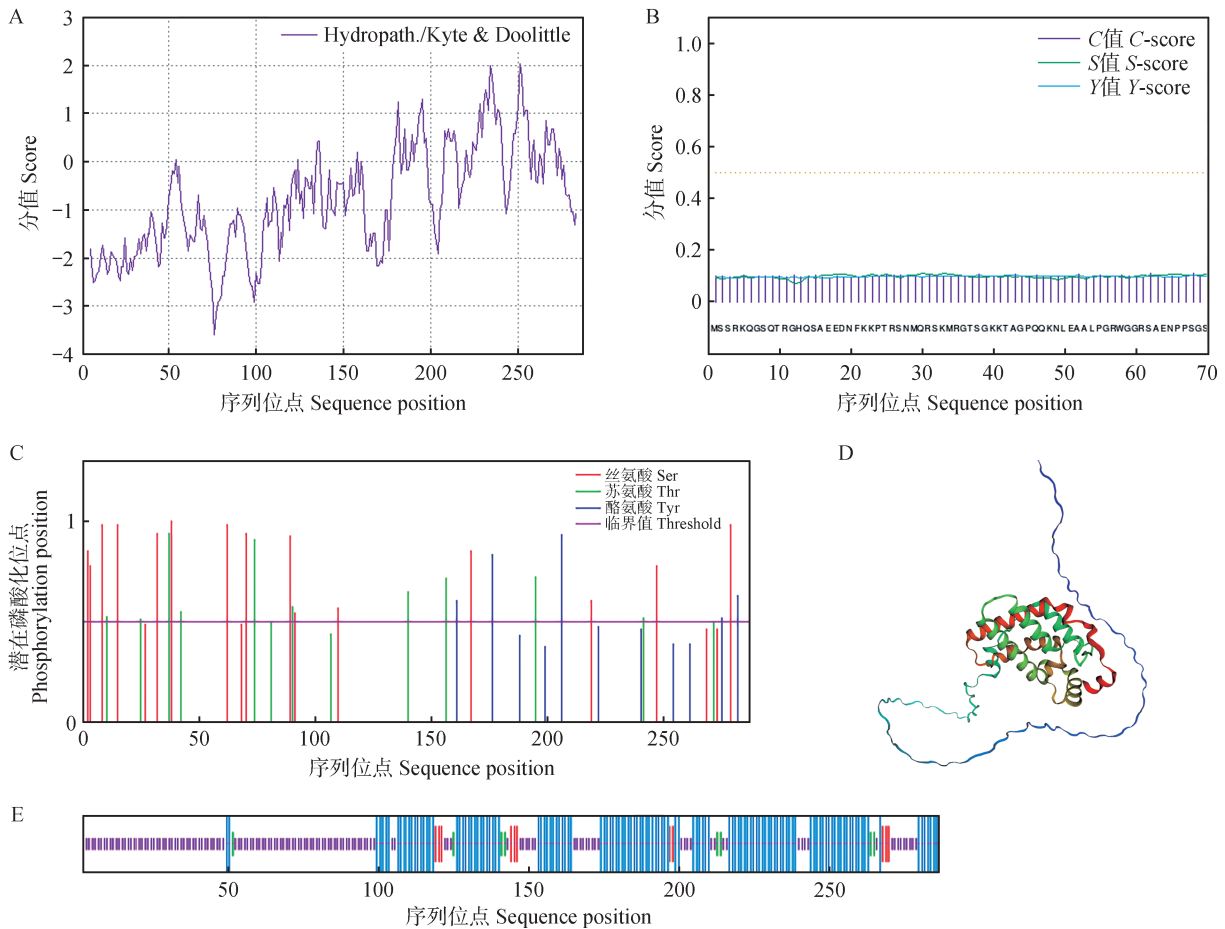 A
3
2
1
0
−1
−2
−3
−4
分值 Score
Hydropath./Kyte & Doolittle
0 50 100 150 200 250
序列位点 Sequence position
B
1.0
0.8
0.6
0.4
0.2
0
分值 Score
C值 C-score
S值 S-score
Y值 Y-score
MSSRKQGSQTRGHQSAEEDNFKKPTRSNMQRSKMRGTSGKKTAGPQQKNLEAALPGRWGGRSAENPPSGS
0 10 20 30 40 50 60 70
序列位点 Sequence position
C
1
0
潜在磷酸化位点
Phosphorylation position
丝氨酸 Ser
苏氨酸 Thr
酪氨酸 Tyr
临界值 Threshold
0 50 100 150 200 250
序列位点 Sequence position
D
E
50 100 150 200 250
序列位点 Sequence position